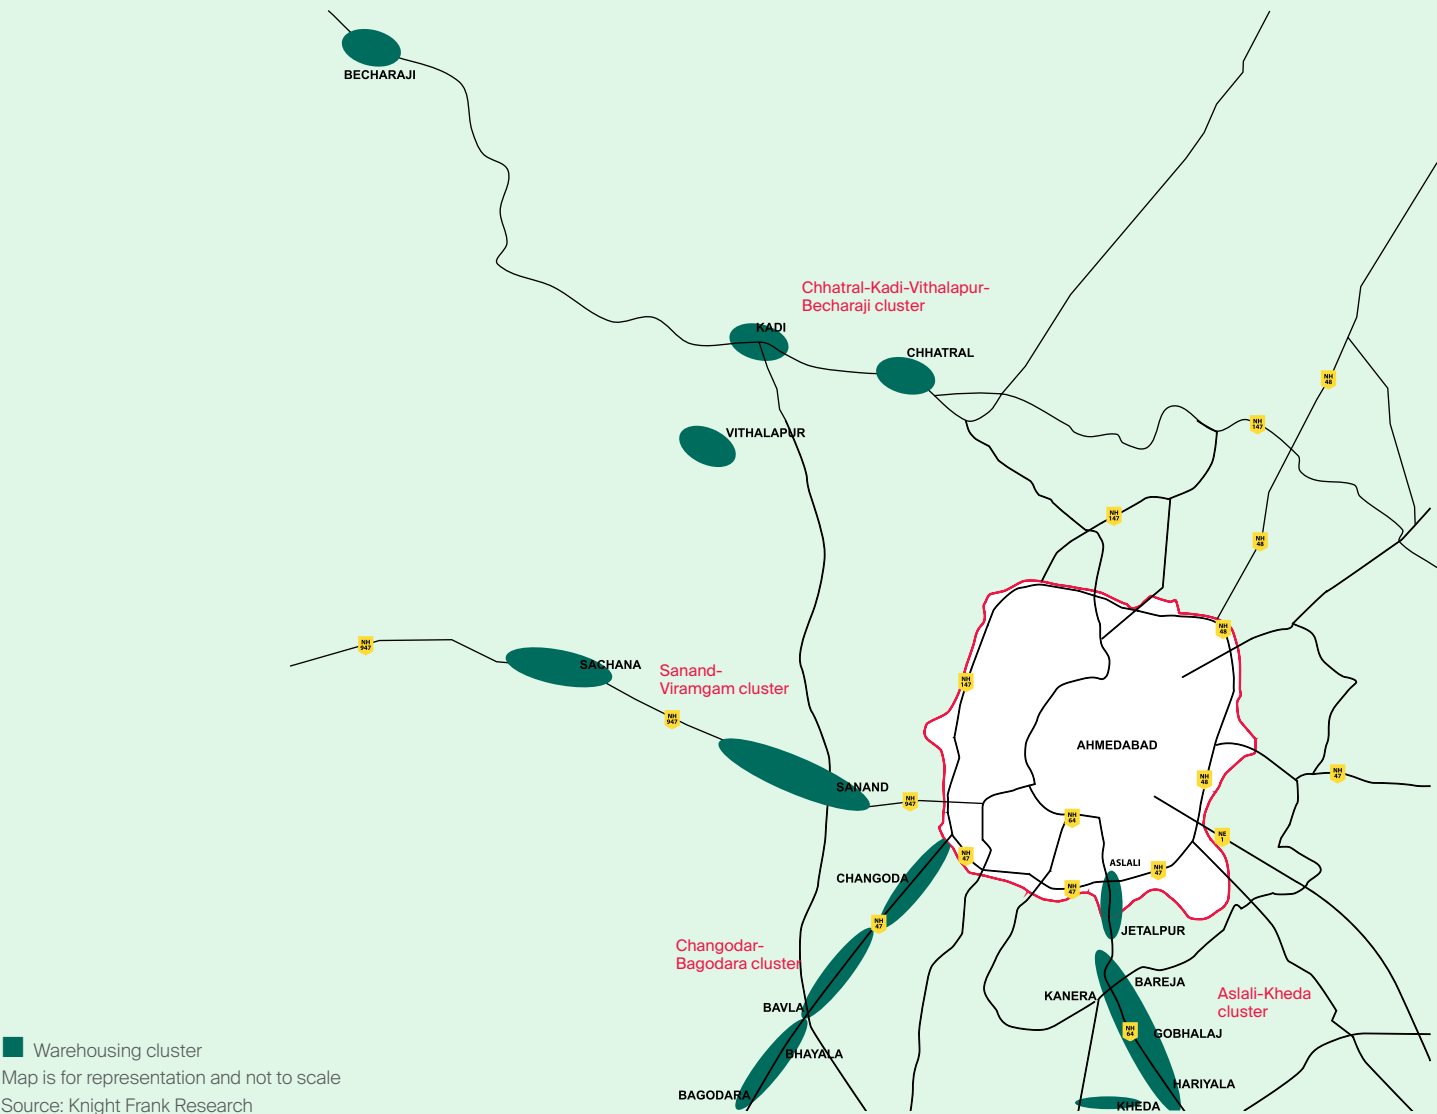 BECHARAJI
Chhatral-Kadi-Vithalapur-
Becharaji cluster
KADI
CHHATRAL
NH
48
NH
147
VITHALAPUR
NH
147
NH
48
NH
48
NH
947
SACHANA
Sanand-
Viramgam cluster
NH
147
NH
947
AHMEDABAD
NH
47
NH
48
SANAND
NH
947
NH
64
NE
1
NH
47
ASLALI
NH
47
CHANGODA
NH
47
NH
47
JETALPUR
Changodar-
Bagodara cluster
BAREJA
KANERA
Aslali-Kheda
cluster
BAVLA
NH
64
GOBHALAJ
BHAYALA
HARIYALA
BAGODARA
KHEDA
Warehousing cluster
Map is for representation and not to scale
Source: Knight Frank Research